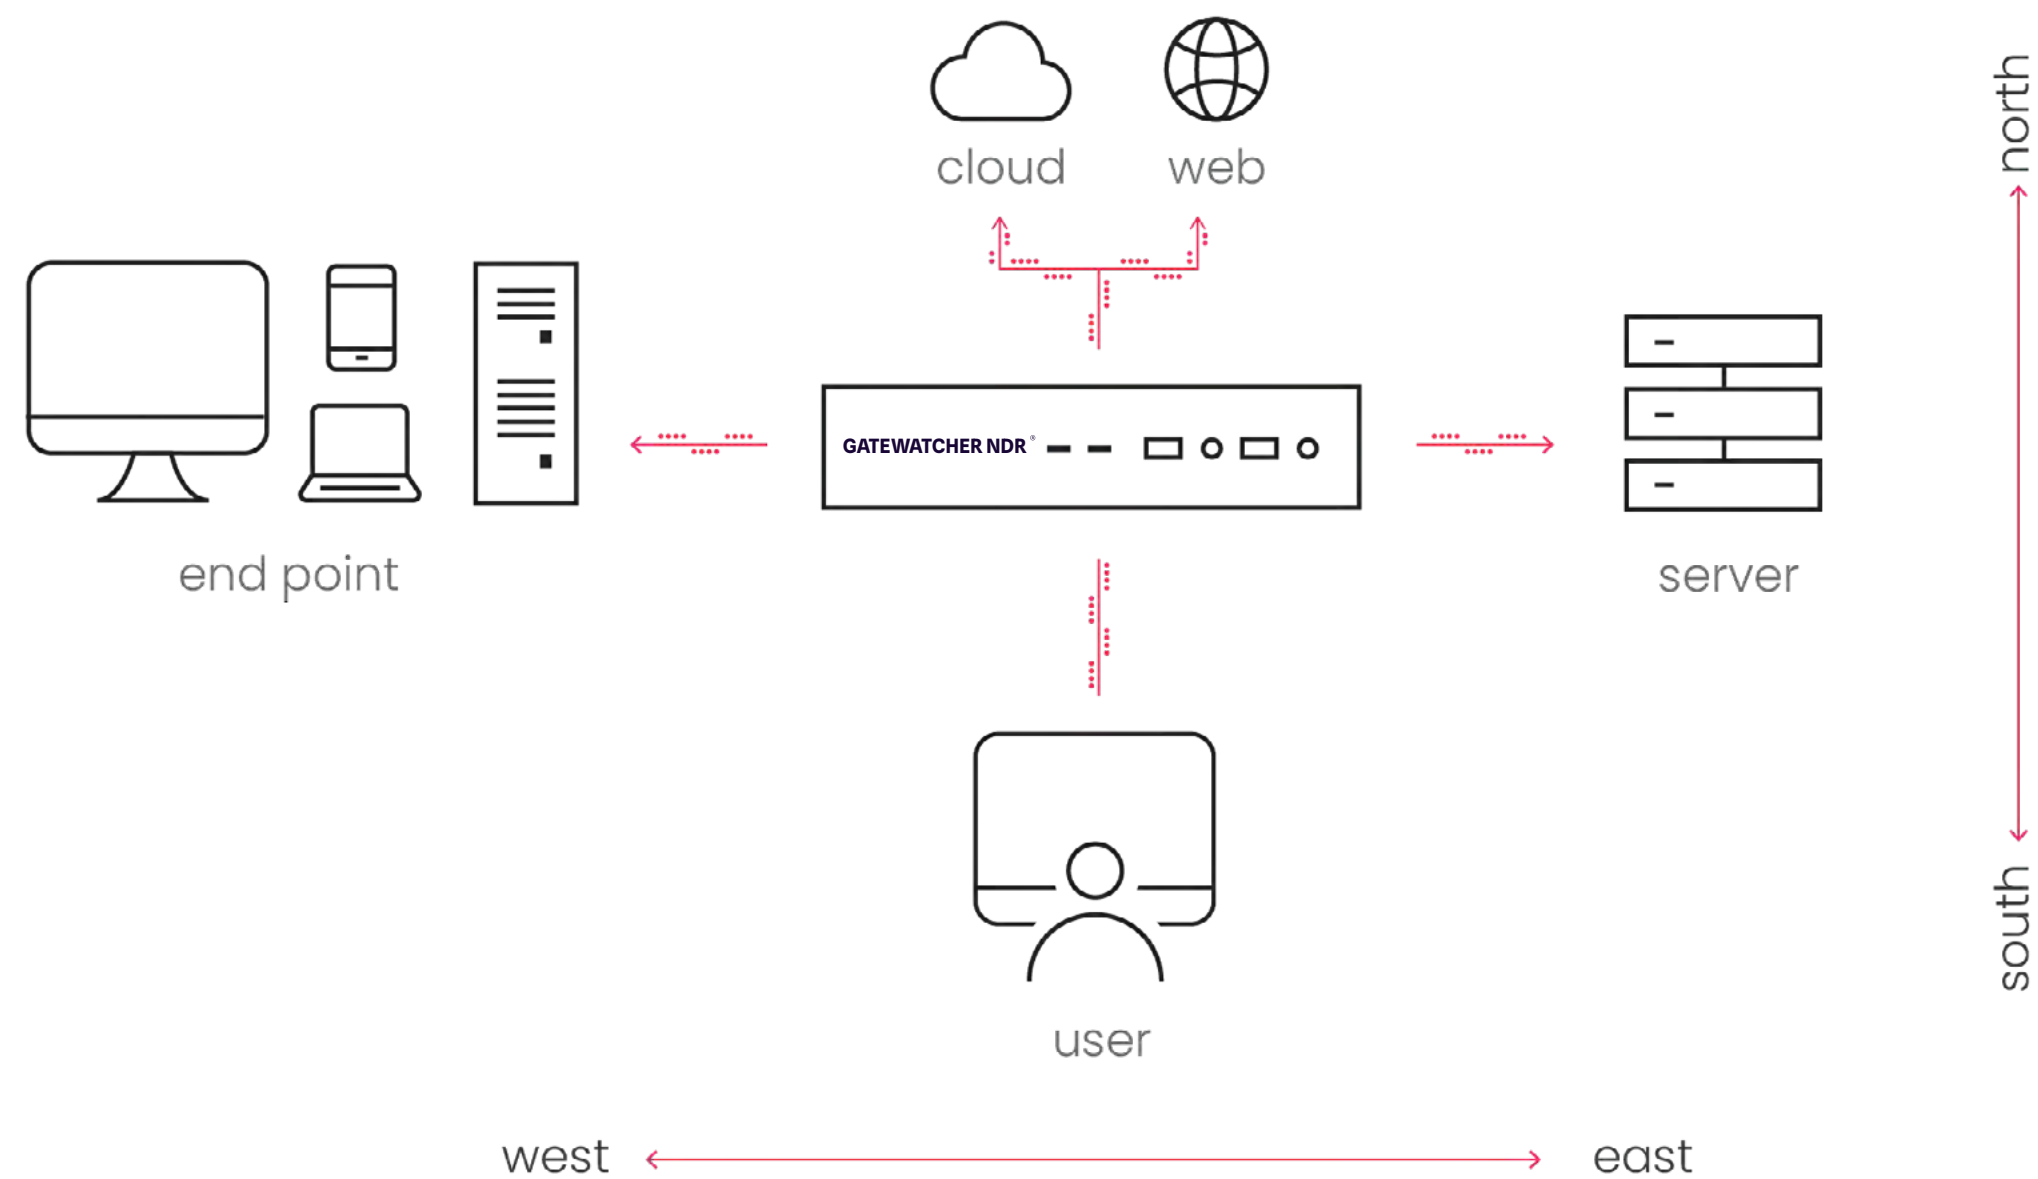 cloud
web
north
GATEWATCHER NDR®
end point
server
south
user
west
east